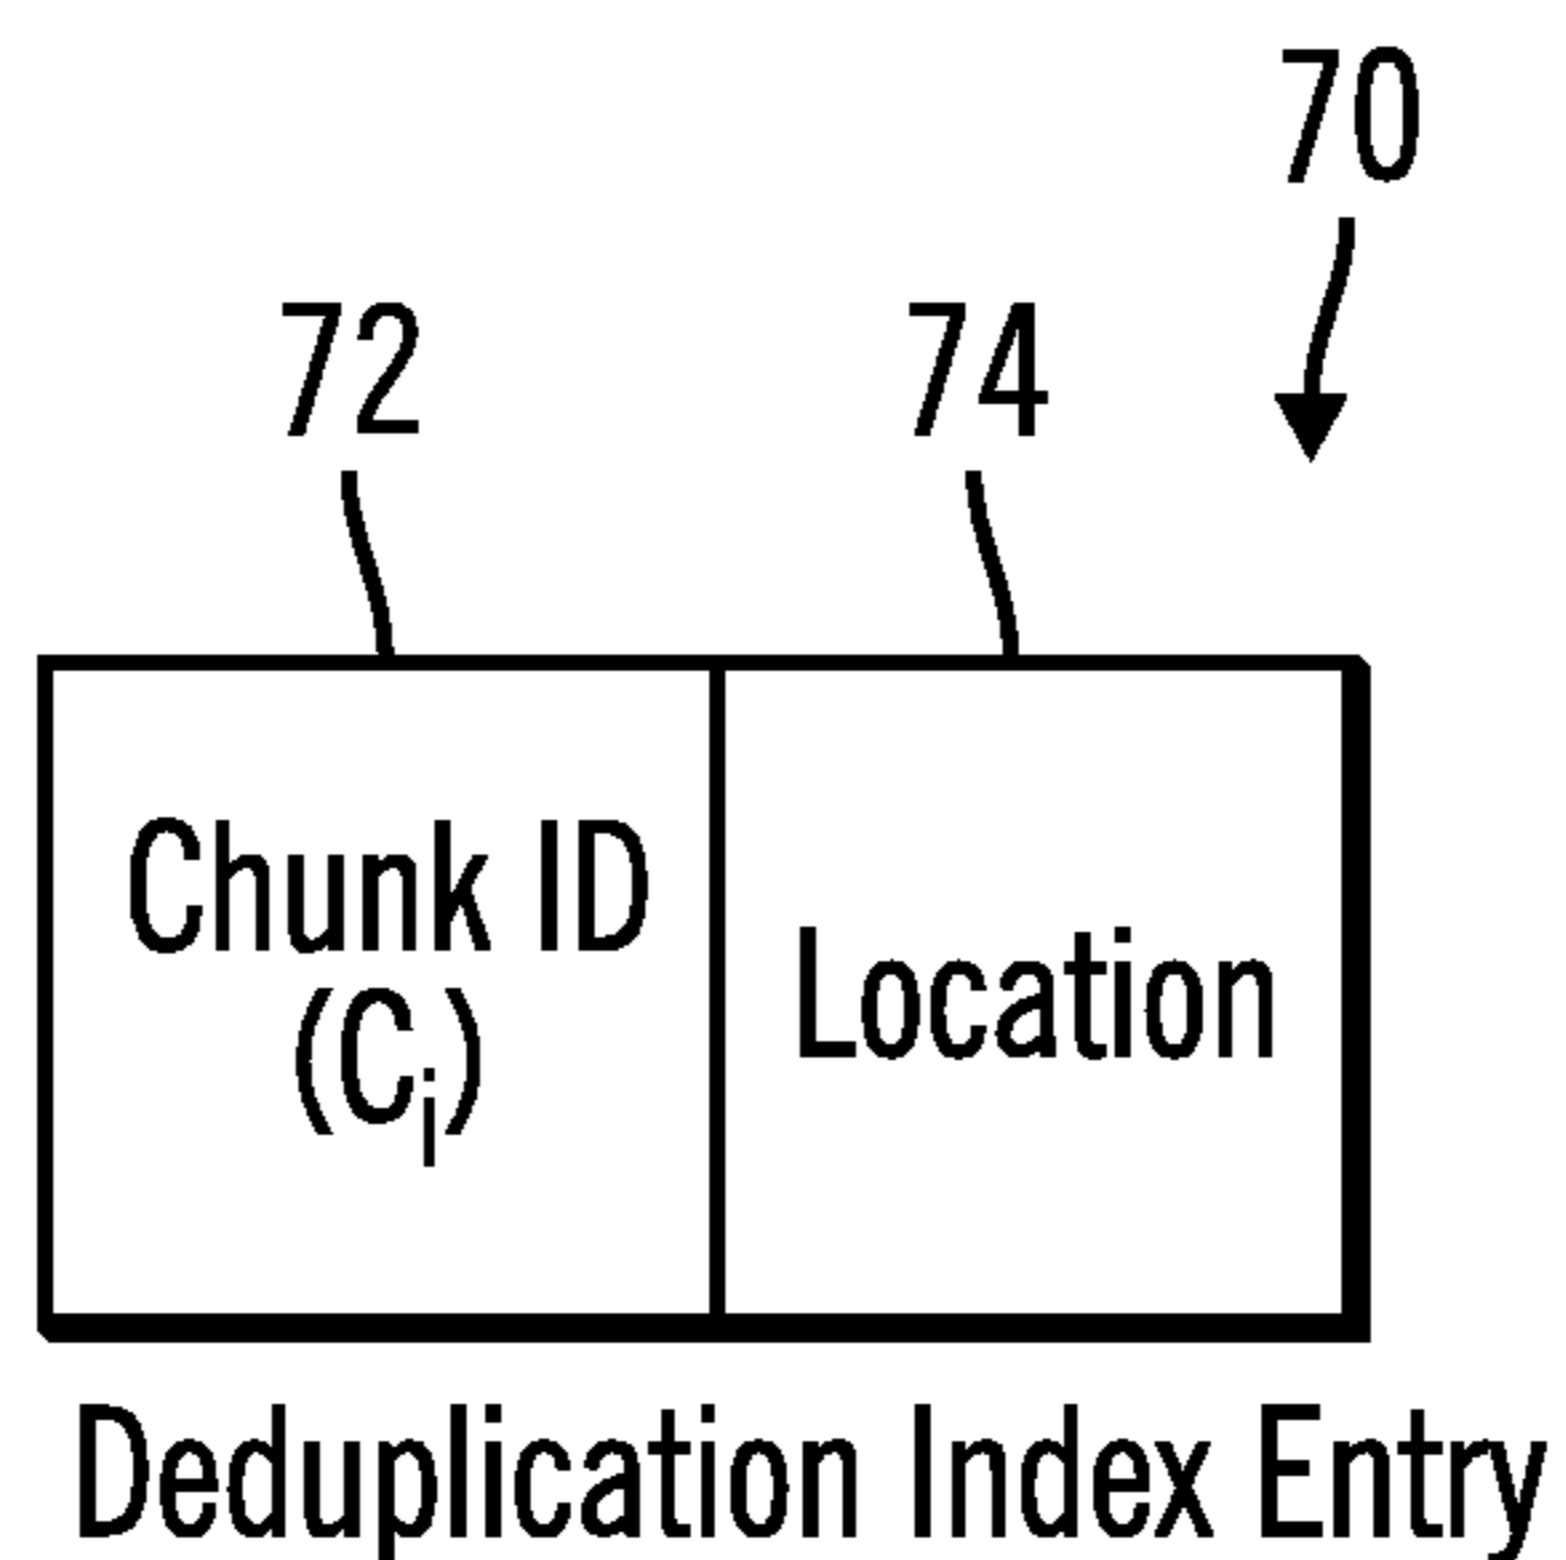 70
72 74
Chunk ID
(Ci)
Location
Deduplication Index Entry